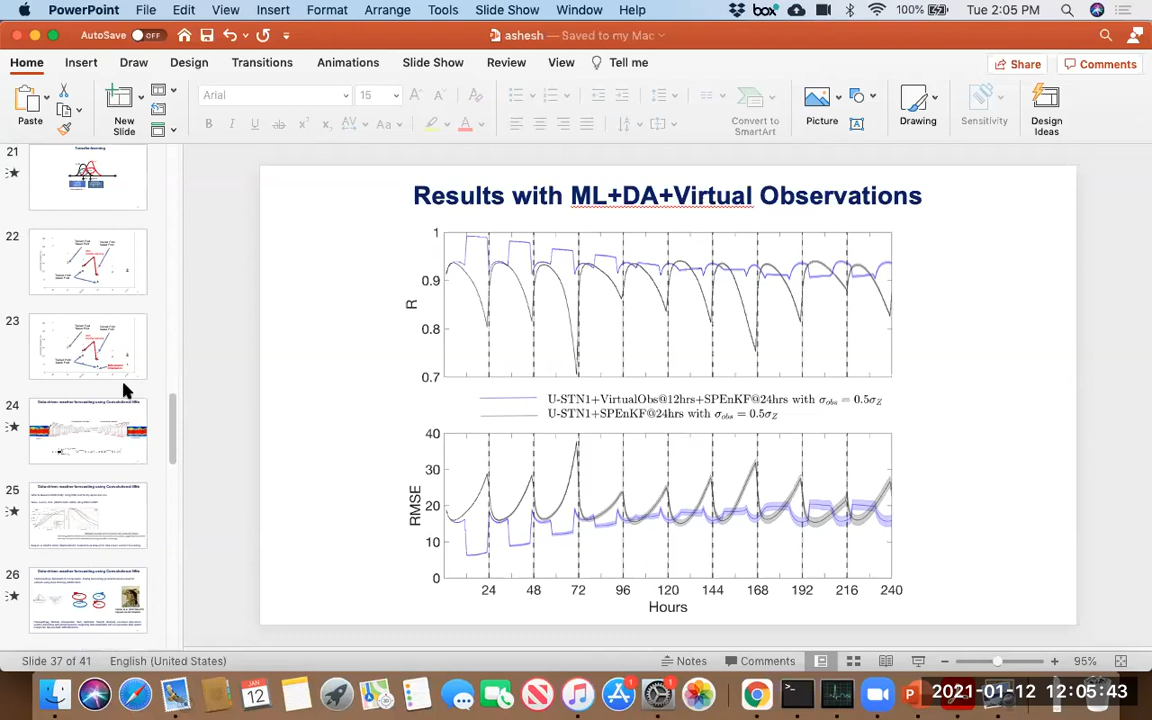 PowerPoint File Edit View Insert Format Arrange Tools Slide Show Window Help 100% Tue 2:05 PM
AutoSave OFF ashesh — Saved to my Mac
Home Insert Draw Design Transitions Animations Slide Show Review View Tell me Share Comments
Paste New Slide Arial 15 Convert to SmartArt Picture Drawing Sensitivity Design Ideas
21
22
23
24
25
26
Results with ML+DA+Virtual Observations
1
0.9
0.8
0.7
R
U-STN1+VirtualObs@12hrs+SPEnKF@24hrs with σobs = 0.5σZ
U-STN1+SPEnKF@24hrs with σobs = 0.5σZ
40
30
20
10
0
RMSE
24 48 72 96 120 144 168 192 216 240
Hours
Slide 37 of 41 English (United States) Notes Comments 95%
JAN 12
2021-01-12 12:05:43